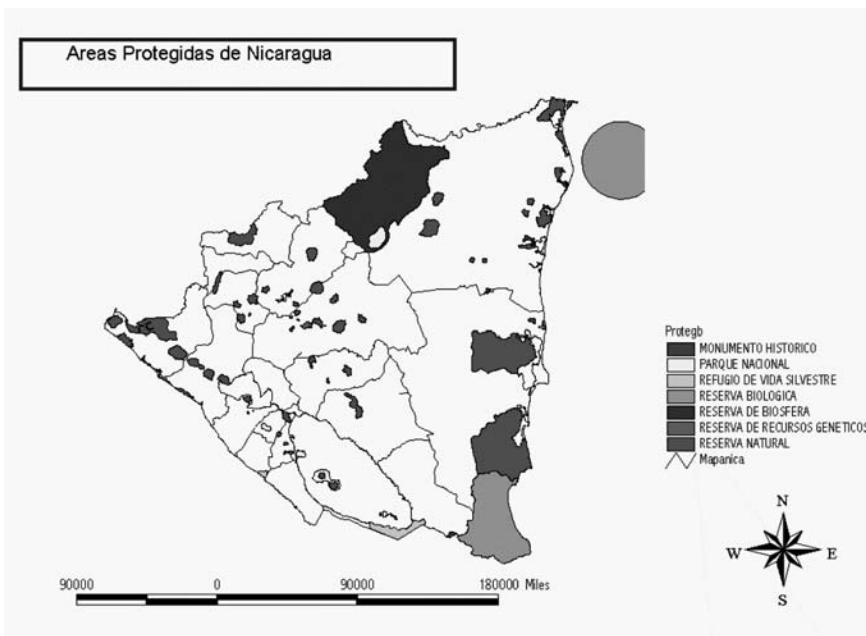 Areas Protegidas de Nicaragua
Protegb
MONUMENTO HISTORICO
PARQUE NACIONAL
REFUGIO DE VIDA SILVESTRE
RESERVA BIOLOGICA
RESERVA DE BIOSFERA
RESERVA DE RECURSOS GENETICOS
RESERVA NATURAL
Mapanica
N
W E
S
90000 0 90000 180000 Miles